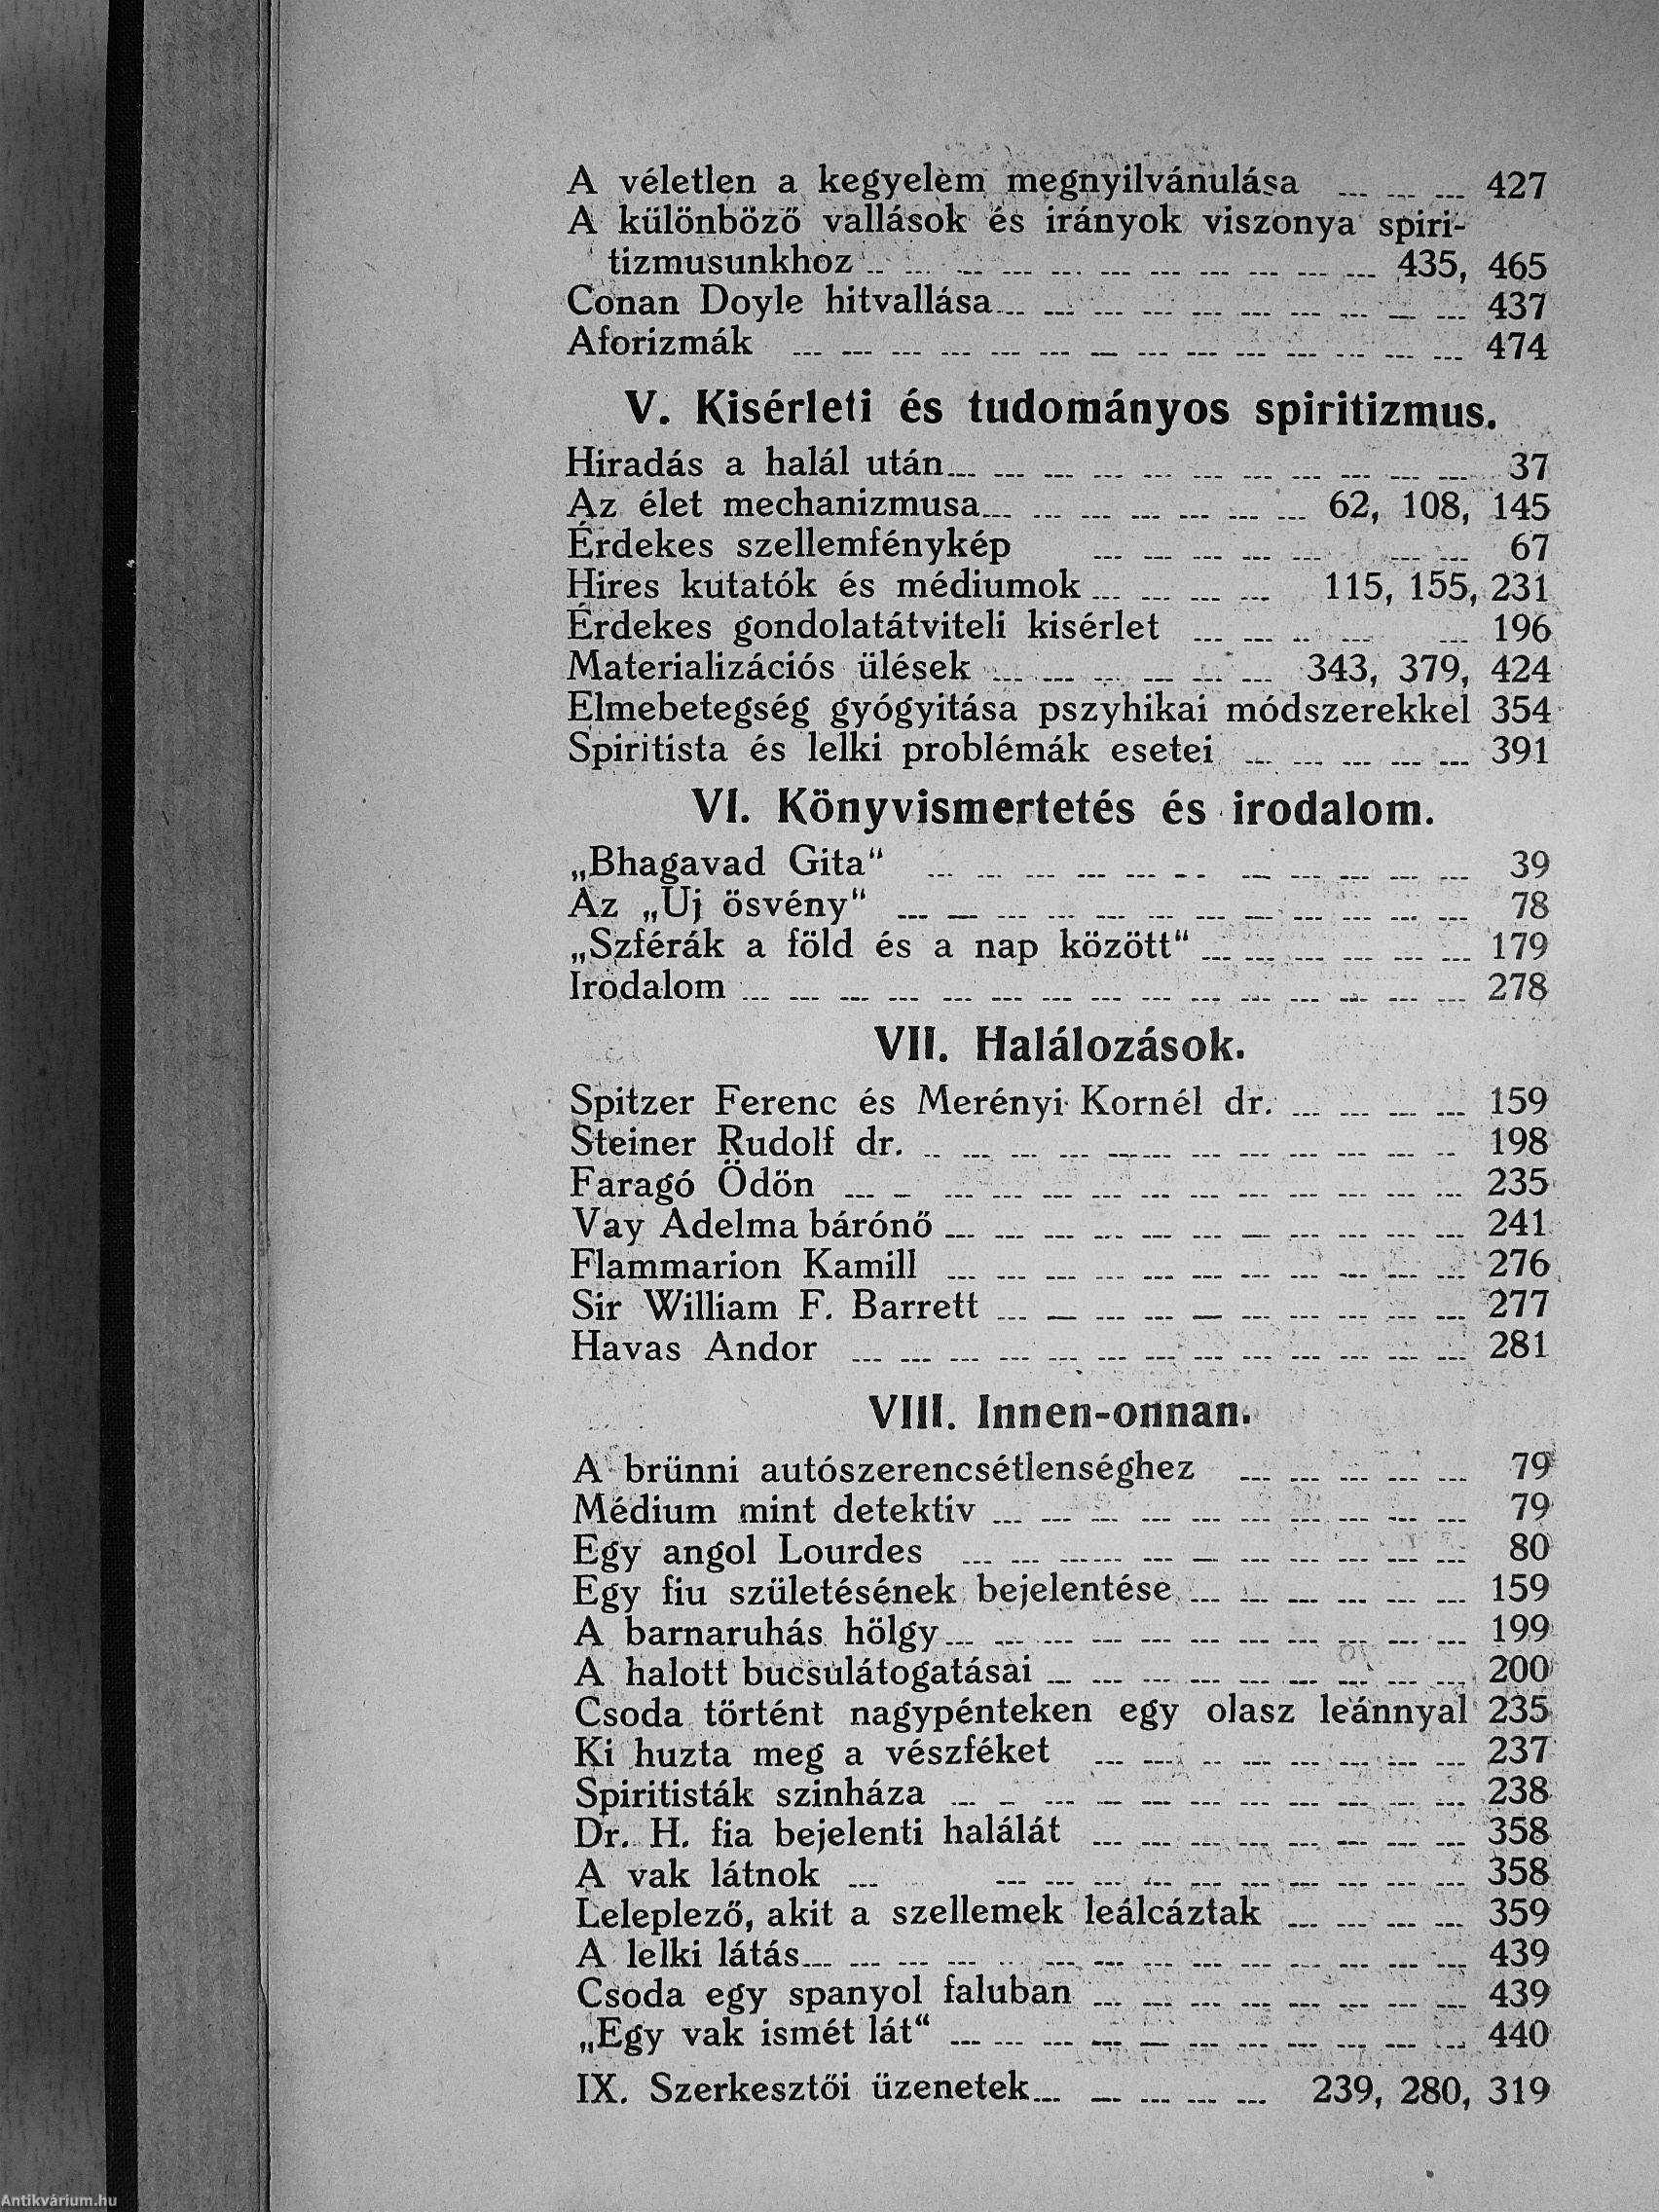 A véletlen a kegyelem megnyilvánulása ... ... ... 427
A különböző vallások és irányok viszonya spiri-
tizmusunkhoz ... ... ... ... ... ... ... ... ... ... ... 435, 465
Conan Doyle hitvallása ... ... ... ... ... ... ... ... ... ... 437
Aforizmák ... ... ... ... ... ... ... ... ... ... ... ... ... ... 474
V. Kisérleti és tudományos spiritizmus.
Hiradás a halál után ... ... ... ... ... ... ... ... ... ... ... 37
Az élet mechanizmusa ... ... ... ... ... ... ... 62, 108, 145
Érdekes szellemfénykép ... ... ... ... ... ... ... 67
Hires kutatók és médiumok ... ... ... ... 115, 155, 231
Érdekes gondolatátviteli kisérlet ... ... ... ... ... 196
Materializációs ülések ... ... ... ... ... ... 343, 379, 424
Elmebetegség gyógyitása pszyhikai módszerekkel 354
Spiritista és lelki problémák esetei ... ... ... ... ... 391
VI. Könyvismertetés és irodalom.
„Bhagavad Gita“ ... ... ... ... ... ... ... ... ... ... ... 39
Az „Uj ösvény“ ... ... ... ... ... ... ... ... ... ... ... ... 78
„Szférák a föld és a nap között“ ... ... ... ... ... ... 179
Irodalom ... ... ... ... ... ... ... ... ... ... ... ... ... ... ... 278
VII. Halálozások.
Spitzer Ferenc és Merényi Kornél dr. ... ... ... ... 159
Steiner Rudolf dr. ... ... ... ... ... ... ... ... ... ... ... 198
Faragó Ödön ... ... ... ... ... ... ... ... ... ... ... ... ... 235
Vay Adelma bárónő ... ... ... ... ... ... ... ... ... ... ... 241
Flammarion Kamill ... ... ... ... ... ... ... ... ... ... ... 276
Sir William F. Barrett ... ... ... ... ... ... ... ... ... ... 277
Havas Andor ... ... ... ... ... ... ... ... ... ... ... ... ... 281
VIII. Innen-onnan.
A brünni autószerencsétlenséghez ... ... ... ... ... 79
Médium mint detektiv ... ... ... ... ... ... ... ... ... ... 79
Egy angol Lourdes ... ... ... ... ... ... ... ... ... ... ... 80
Egy fiu születésének bejelentése ... ... ... ... ... ... 159
A barnaruhás hölgy ... ... ... ... ... ... ... ... ... ... ... 199
A halott bucsulátogatásai ... ... ... ... ... ... ... ... ... 200
Csoda történt nagypénteken egy olasz leánnyal 235
Ki huzta meg a vészféket ... ... ... ... ... ... ... ... 237
Spiritisták szinháza ... ... ... ... ... ... ... ... ... ... ... 238
Dr. H. fia bejelenti halálát ... ... ... ... ... ... ... ... 358
A vak látnok ... ... ... ... ... ... ... ... ... ... ... 358
Leleplező, akit a szellemek leálcáztak ... ... ... ... 359
A lelki látás ... ... ... ... ... ... ... ... ... ... ... ... ... ... 439
Csoda egy spanyol faluban ... ... ... ... ... ... ... ... 439
„Egy vak ismét lát“ ... ... ... ... ... ... ... ... ... ... ... 440
IX. Szerkesztői üzenetek ... ... ... ... ... 239, 280, 319
Antikvárium.hu